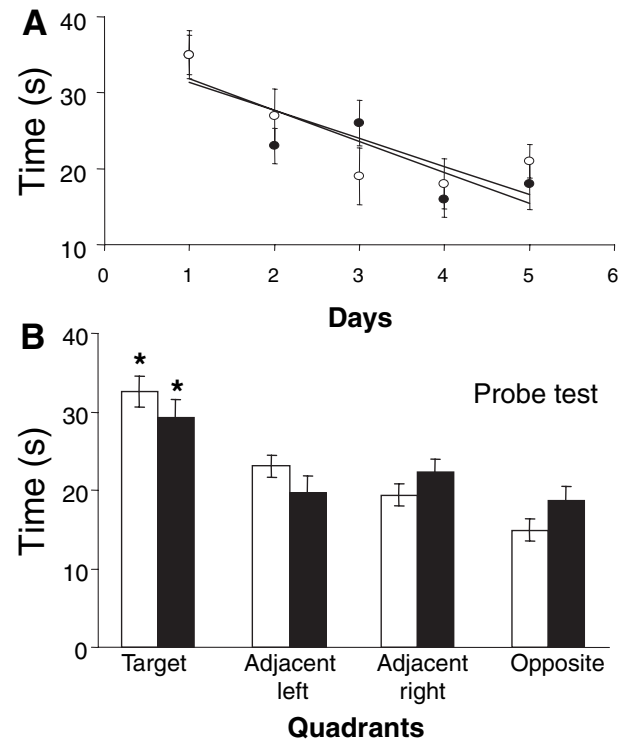 A
40
30
20
10
Time (s)
0 1 2 3 4 5 6
Days
B
40
30
20
10
0
Time (s)
* *
Probe test
Target Adjacent left Adjacent right Opposite
Quadrants